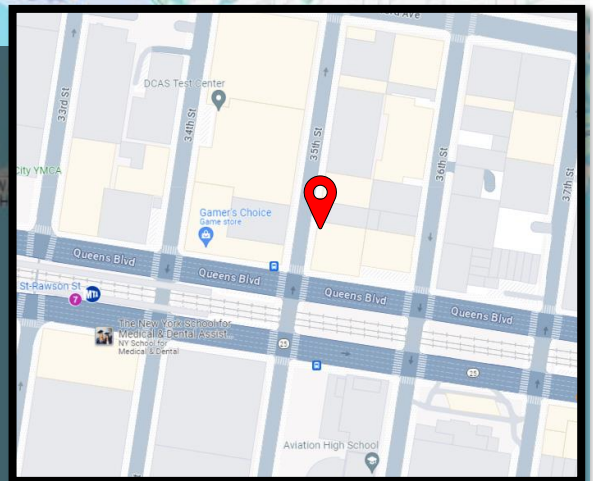 rd Ave
33rd St
DCAS Test Center
34th St
35th St
36th St
37th St
City YMCA
Gamer's Choice
Game store
Queens Blvd
Queens Blvd
Queens Blvd
Queens Blvd
St-Rawson St
7
MTA
The New York School for
Medical & Dental Assist...
NY School for
Medical & Dental
25
25
Aviation High School